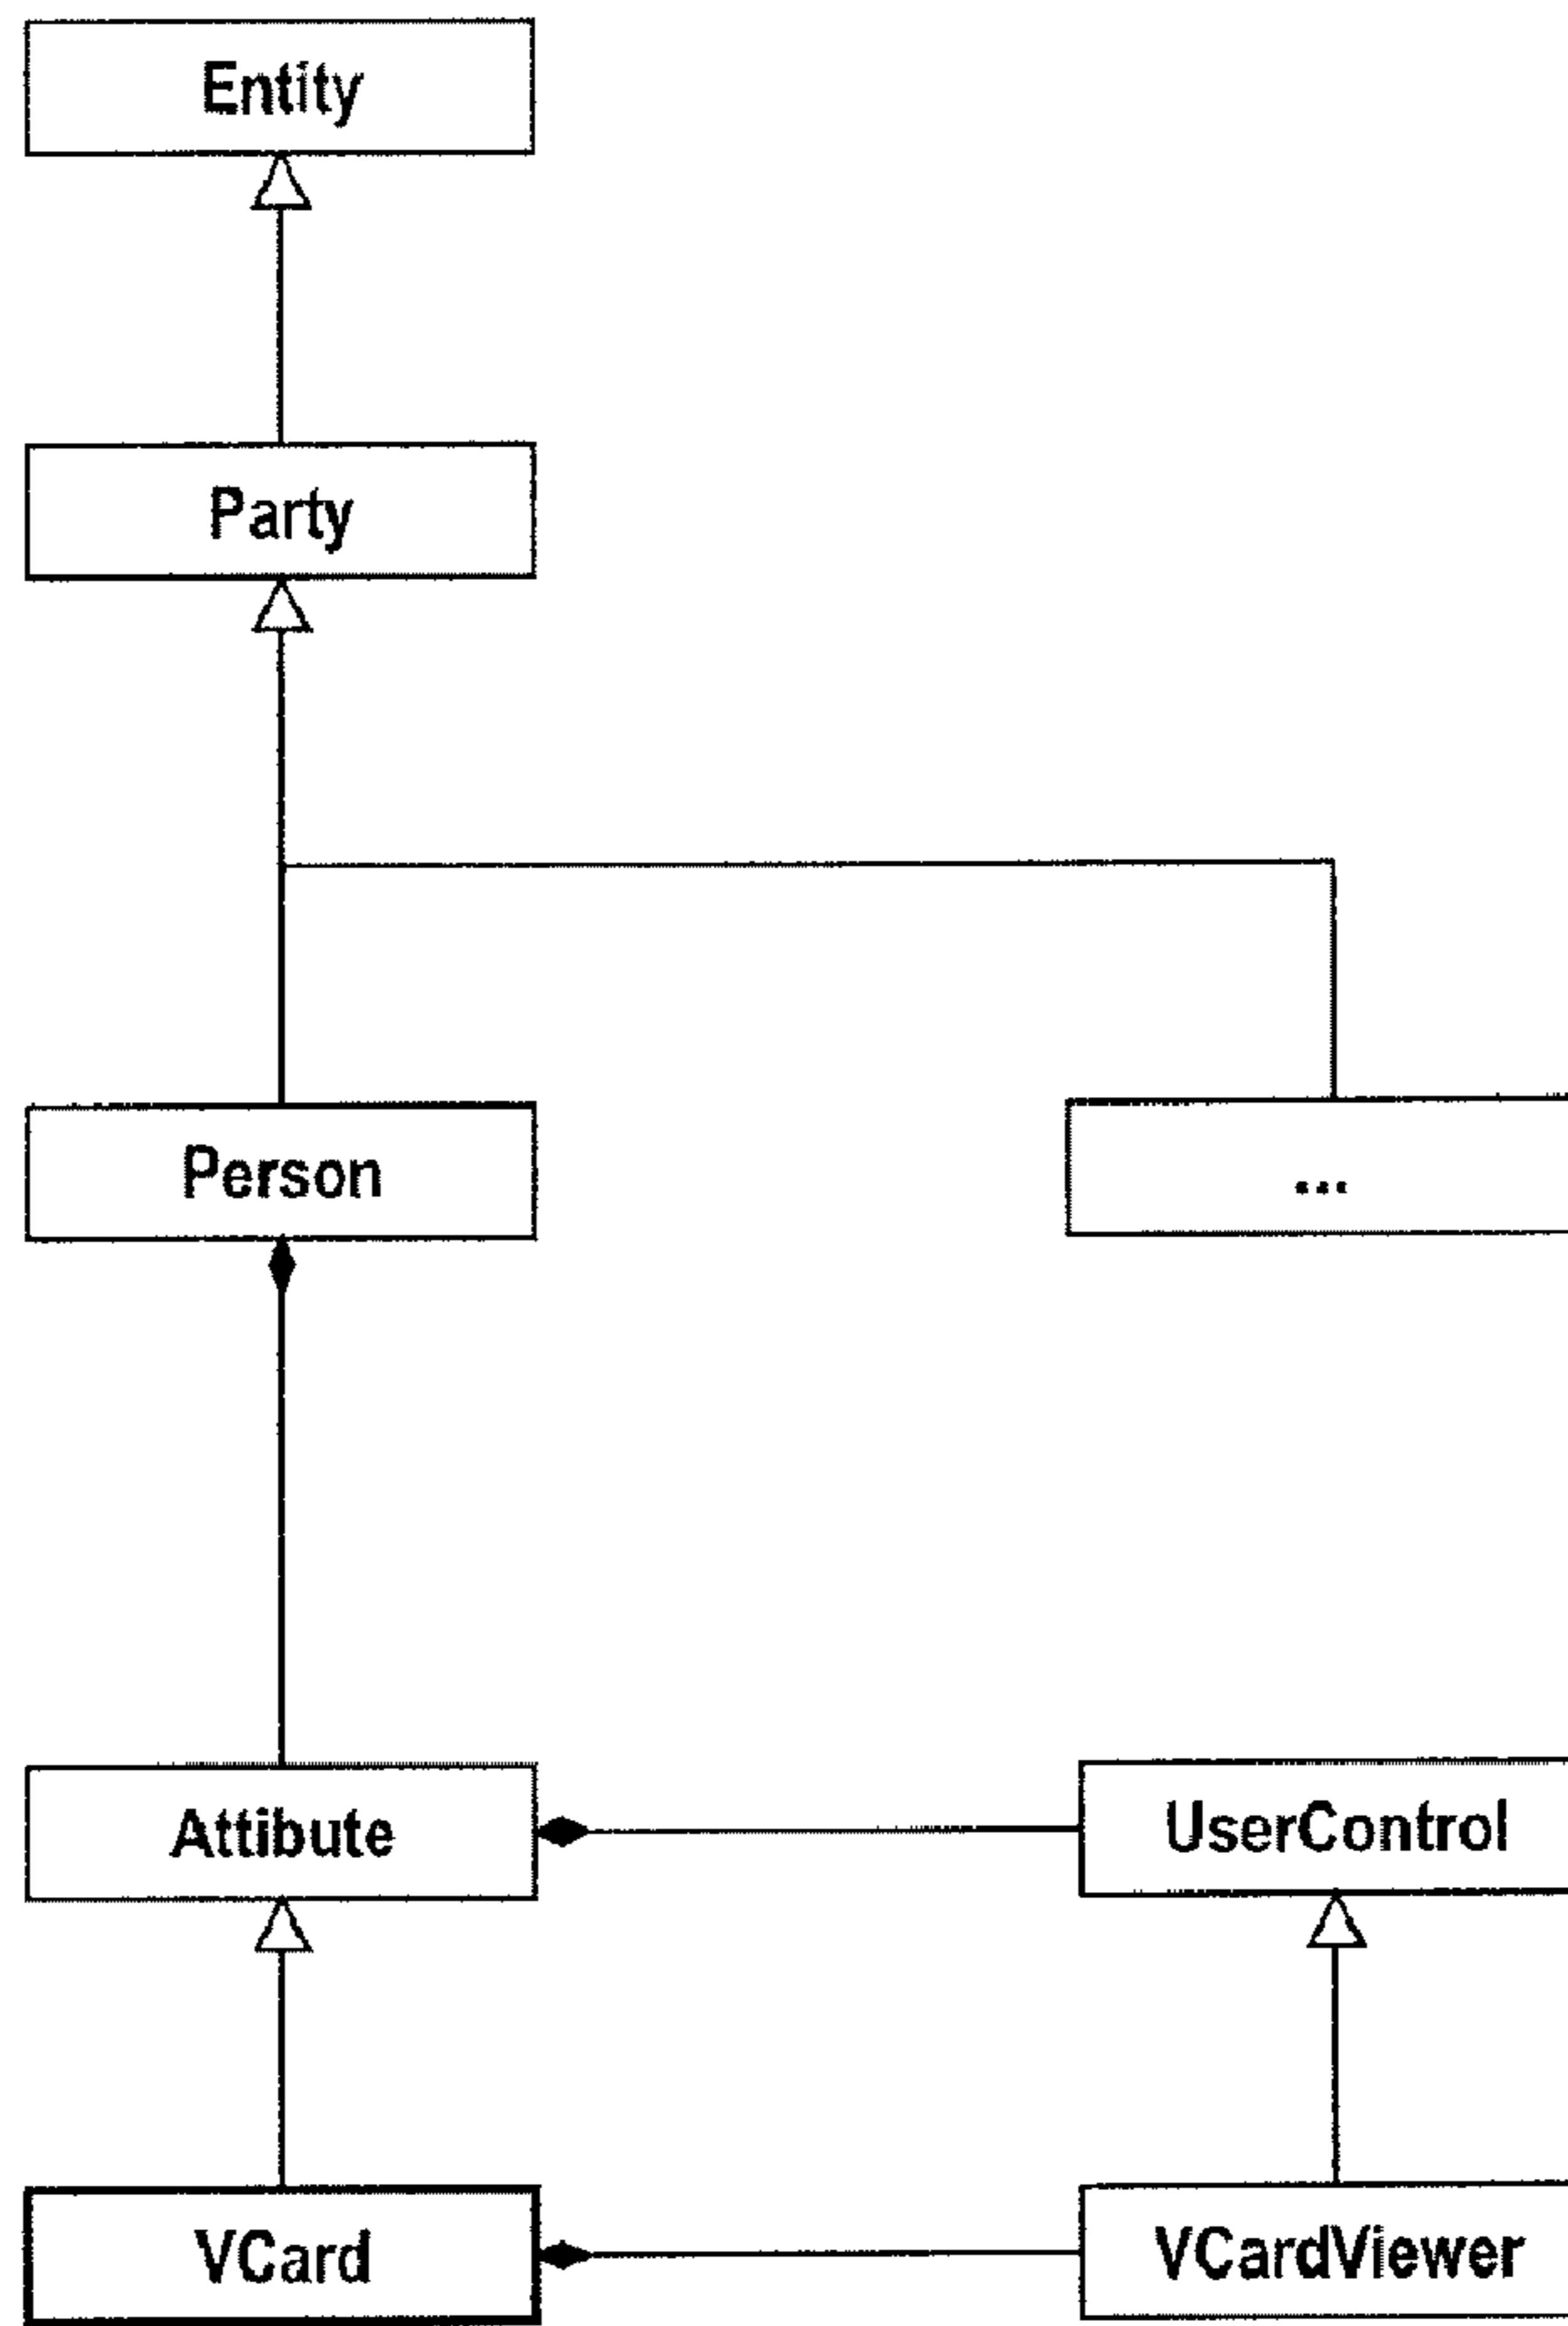 Entity
Party
Person
...
Attibute
UserControl
VCard
VCardViewer